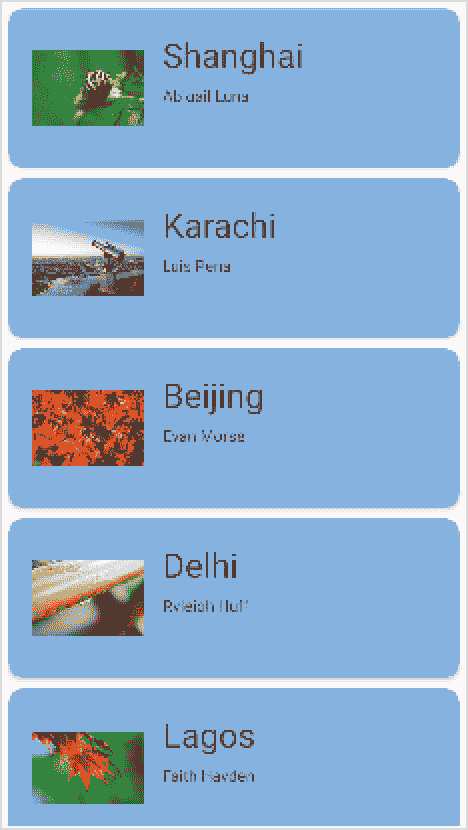 Shanghai
Abigail Luna
Karachi
Luis Pena
Beijing
Evan Morse
Delhi
Ryleigh Huff
Lagos
Faith Hayden